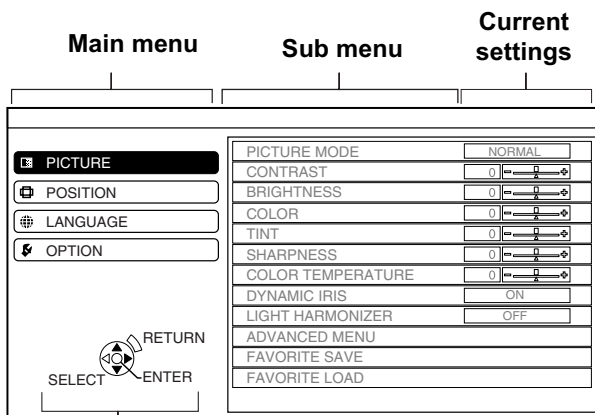 Main menu
Sub menu
Current
settings
PICTURE
POSITION
LANGUAGE
OPTION
PICTURE MODE NORMAL
CONTRAST 0
BRIGHTNESS 0
COLOR 0
TINT 0
SHARPNESS 0
COLOR TEMPERATURE 0
DYNAMIC IRIS ON
LIGHT HARMONIZER OFF
ADVANCED MENU
FAVORITE SAVE
FAVORITE LOAD
RETURN
SELECT ENTER